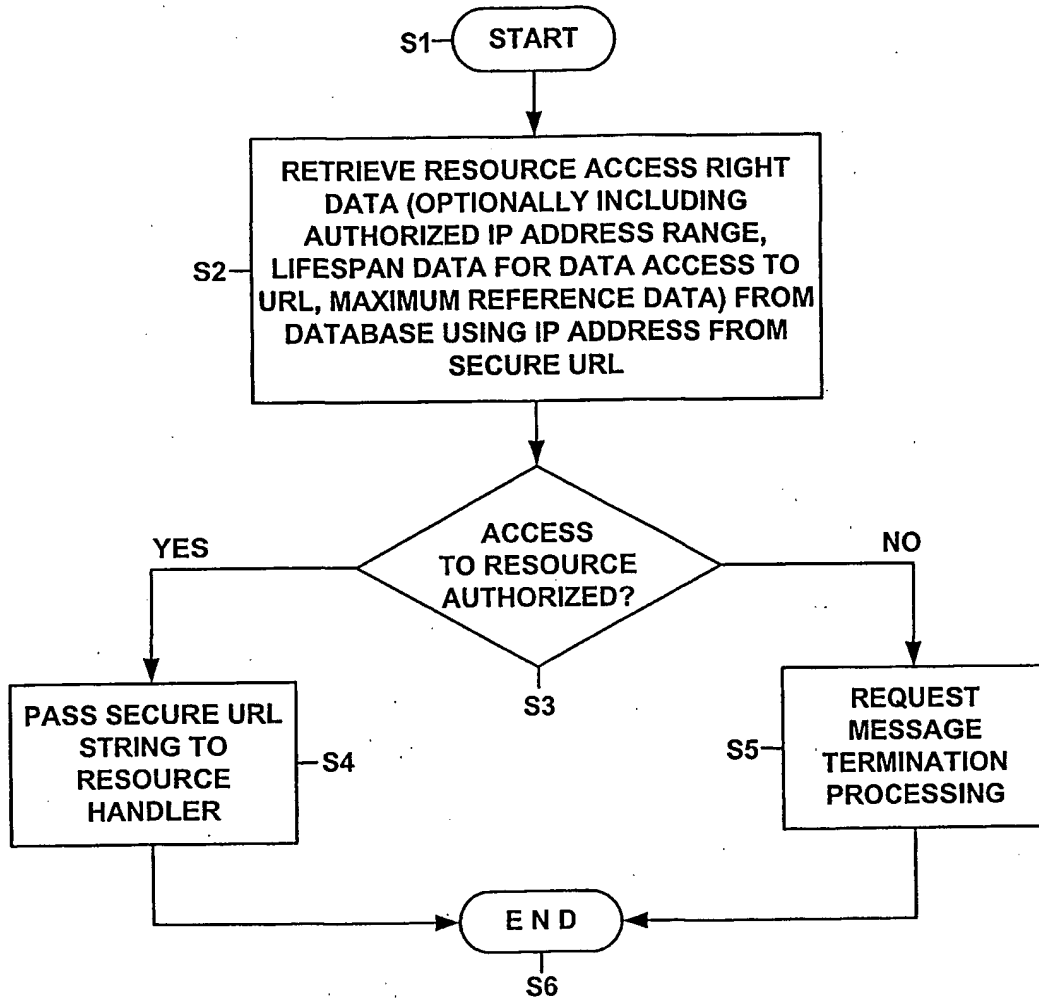 S1
START
RETRIEVE RESOURCE ACCESS RIGHT
DATA (OPTIONALLY INCLUDING
AUTHORIZED IP ADDRESS RANGE,
LIFESPAN DATA FOR DATA ACCESS TO
URL, MAXIMUM REFERENCE DATA) FROM
DATABASE USING IP ADDRESS FROM
SECURE URL
S2
ACCESS
TO RESOURCE
AUTHORIZED?
YES
NO
S3
PASS SECURE URL
STRING TO
RESOURCE
HANDLER
S4
REQUEST
MESSAGE
TERMINATION
PROCESSING
S5
E N D
S6